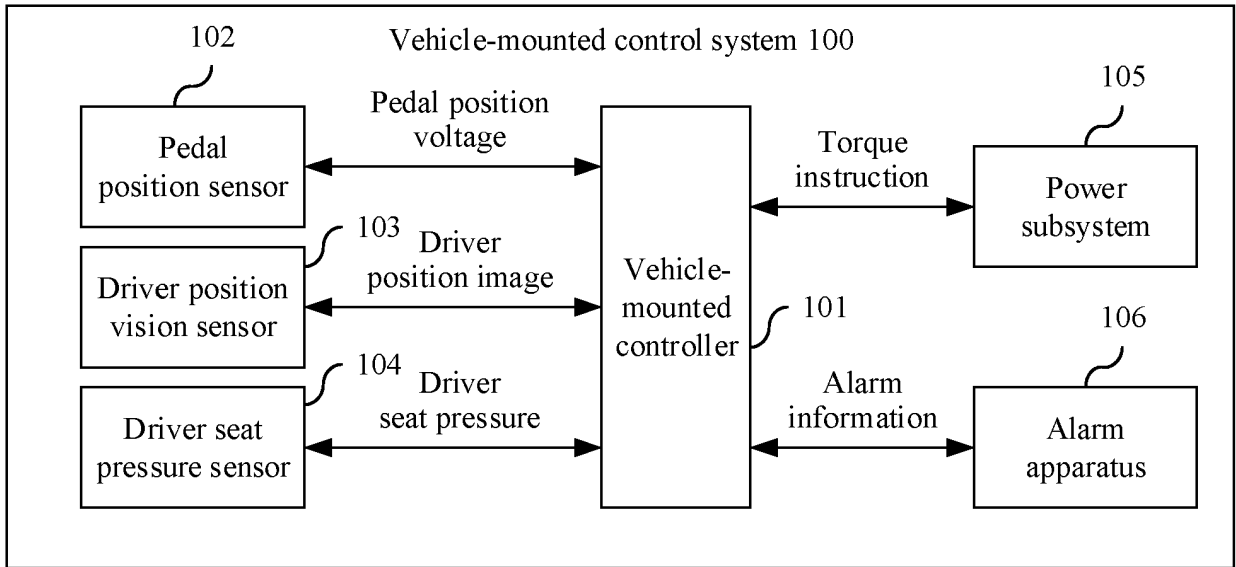 Vehicle-mounted control system 100
102
Pedal
position sensor
Pedal position
voltage
103
Driver position
vision sensor
Driver
position image
104
Driver seat
pressure sensor
Driver
seat pressure
Vehicle-
mounted
controller
101
Torque
instruction
105
Power
subsystem
Alarm
information
106
Alarm
apparatus